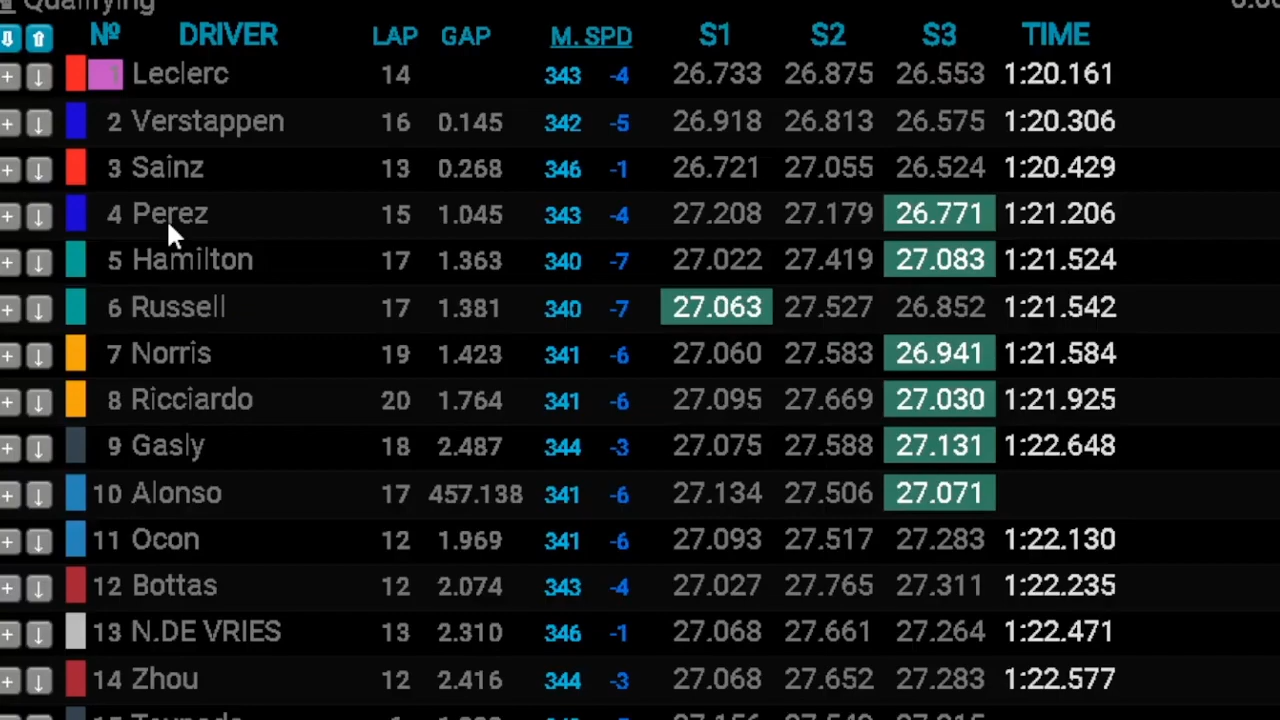 Qualifying
Nº DRIVER LAP GAP M. SPD S1 S2 S3 TIME
1 Leclerc 14 343 -4 26.733 26.875 26.553 1:20.161
2 Verstappen 16 0.145 342 -5 26.918 26.813 26.575 1:20.306
3 Sainz 13 0.268 346 -1 26.721 27.055 26.524 1:20.429
4 Perez 15 1.045 343 -4 27.208 27.179 26.771 1:21.206
5 Hamilton 17 1.363 340 -7 27.022 27.419 27.083 1:21.524
6 Russell 17 1.381 340 -7 27.063 27.527 26.852 1:21.542
7 Norris 19 1.423 341 -6 27.060 27.583 26.941 1:21.584
8 Ricciardo 20 1.764 341 -6 27.095 27.669 27.030 1:21.925
9 Gasly 18 2.487 344 -3 27.075 27.588 27.131 1:22.648
10 Alonso 17 457.138 341 -6 27.134 27.506 27.071
11 Ocon 12 1.969 341 -6 27.093 27.517 27.283 1:22.130
12 Bottas 12 2.074 343 -4 27.027 27.765 27.311 1:22.235
13 N.DE VRIES 13 2.310 346 -1 27.068 27.661 27.264 1:22.471
14 Zhou 12 2.416 344 -3 27.068 27.652 27.283 1:22.577